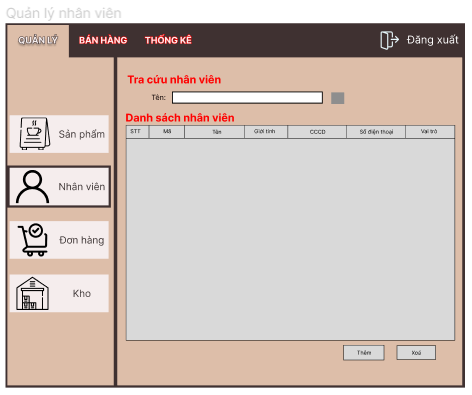 Quản lý nhân viên
QUẢN LÝ BÁN HÀNG THỐNG KÊ Đăng xuất
Tra cứu nhân viên
Tên:
Danh sách nhân viên
STT Mã Tên Giới tính CCCD Số điện thoại Vai trò
Sản phẩm
Nhân viên
Đơn hàng
Kho
Thêm Xoá